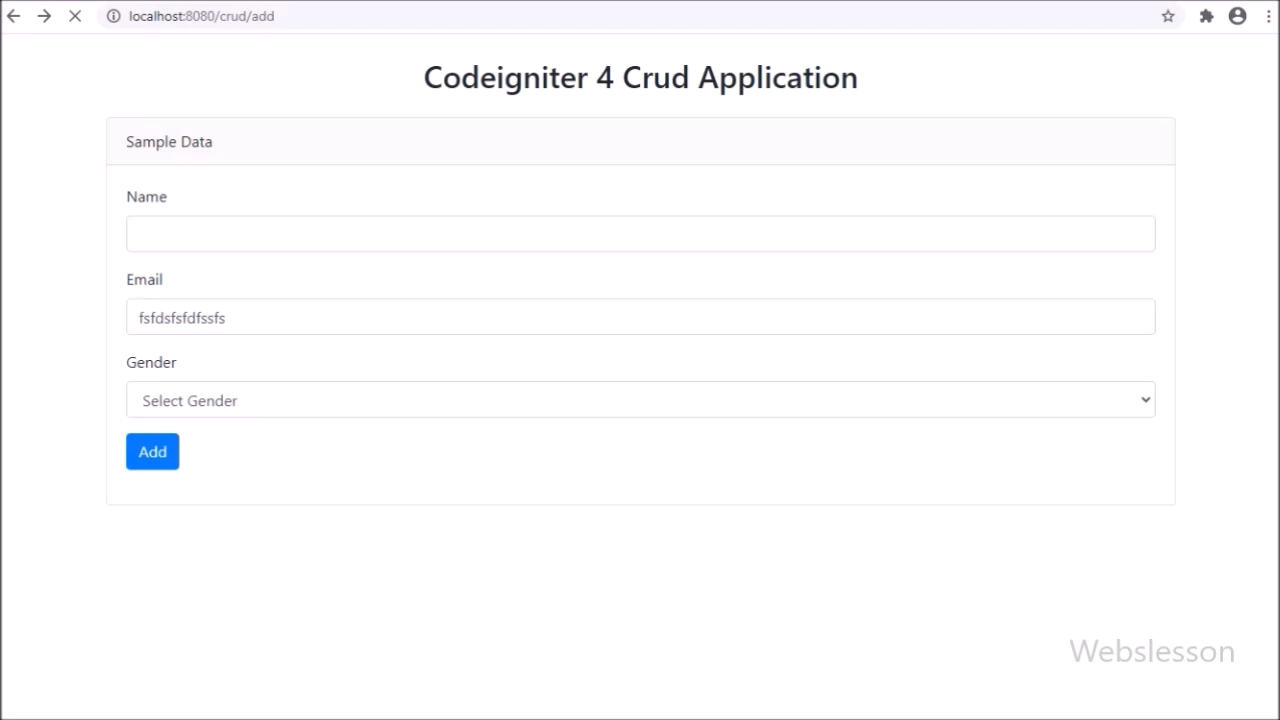 localhost:8080/crud/add
Codeigniter 4 Crud Application
Sample Data
Name
Email
fsfdsfsfdfssfs
Gender
Select Gender
Add
Webslesson